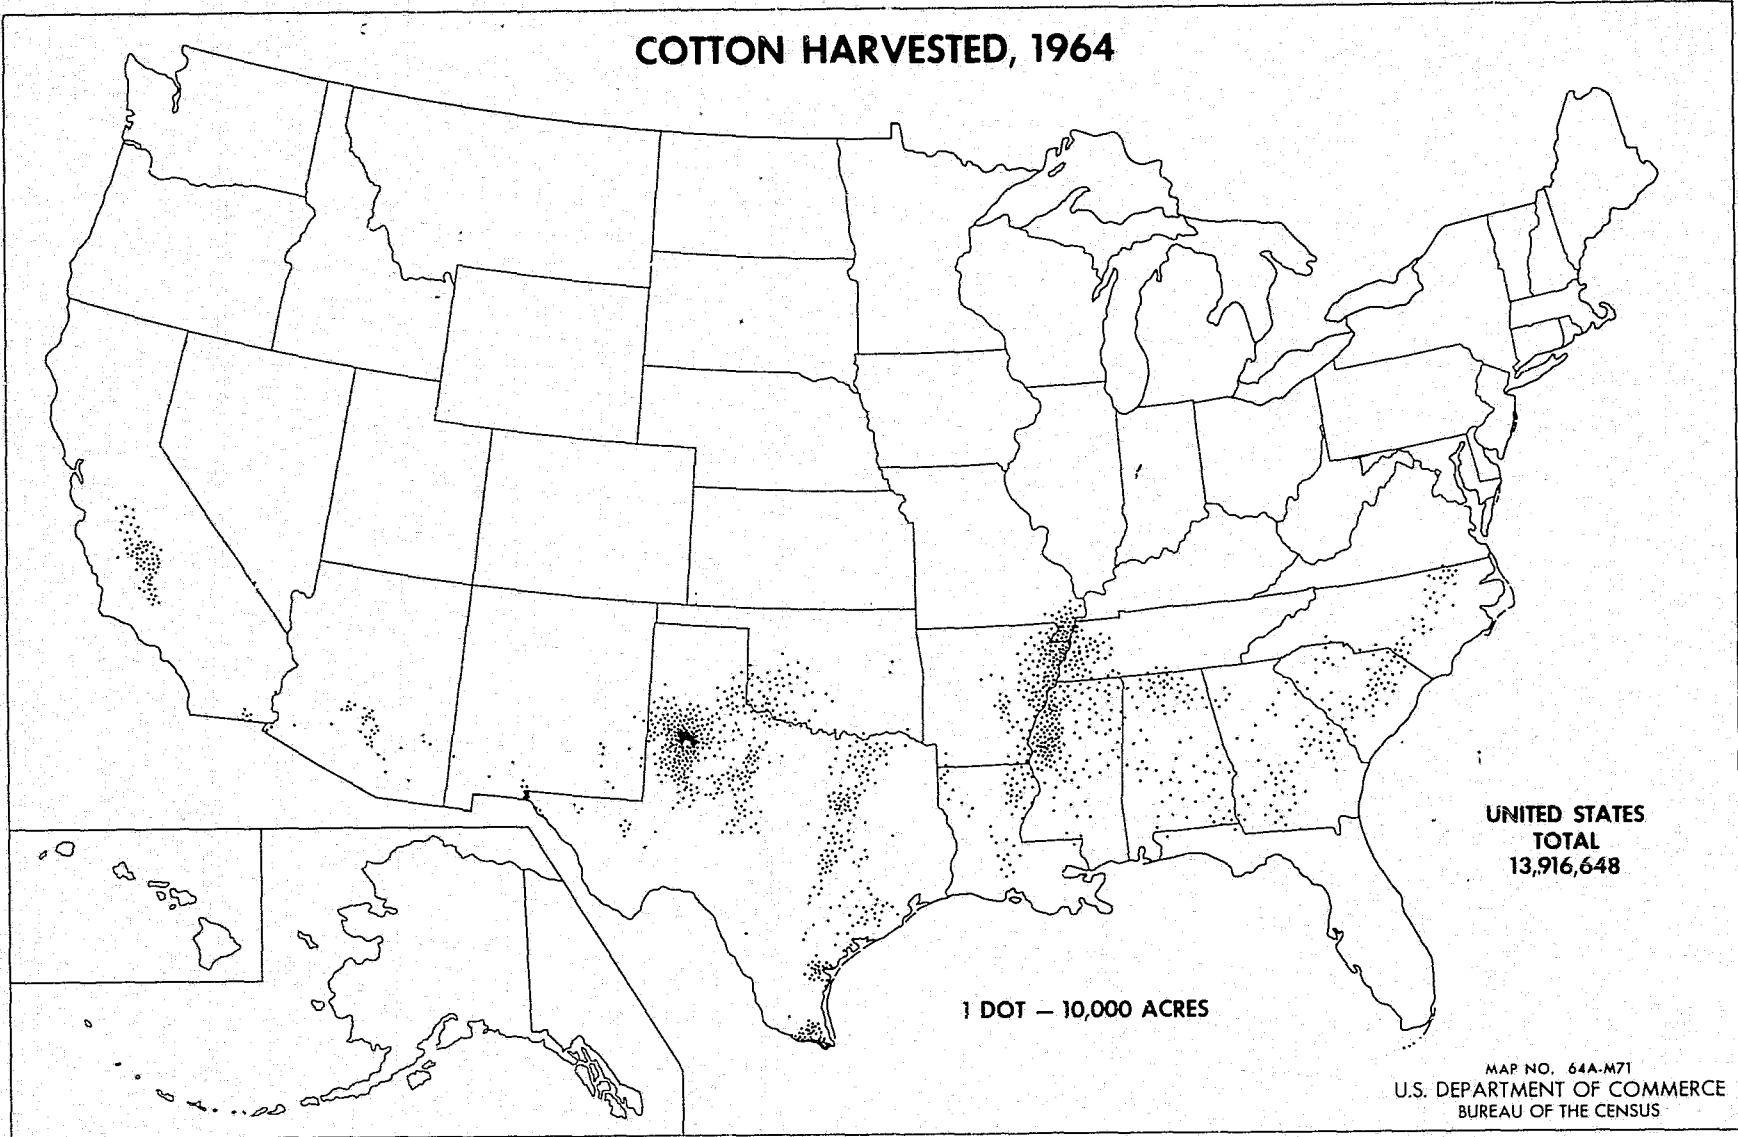 COTTON HARVESTED, 1964
UNITED STATES
TOTAL
13,916,648
1 DOT – 10,000 ACRES
MAP NO. 64A-M71
U.S. DEPARTMENT OF COMMERCE
BUREAU OF THE CENSUS